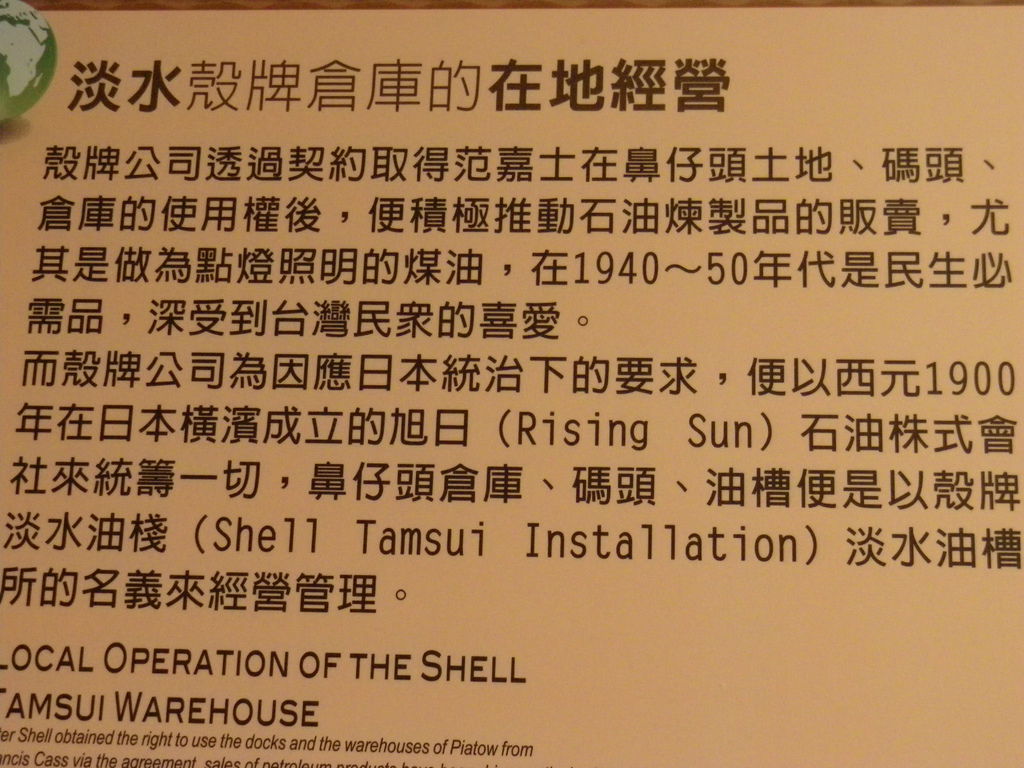 淡水殼牌倉庫的在地經營
殼牌公司透過契約取得范嘉士在鼻仔頭土地、碼頭、
倉庫的使用權後，便積極推動石油煉製品的販賣，尤
其是做為點燈照明的煤油，在1940～50年代是民生必
需品，深受到台灣民眾的喜愛。
而殼牌公司為因應日本統治下的要求，便以西元1900
年在日本橫濱成立的旭日（Rising Sun）石油株式會
社來統籌一切，鼻仔頭倉庫、碼頭、油槽便是以殼牌
淡水油棧（Shell Tamsui Installation）淡水油槽
所的名義來經營管理。
LOCAL OPERATION OF THE SHELL
TAMSUI WAREHOUSE
Shell obtained the right to use the docks and the warehouses of Piatow from
Cass via the agreement, sales of petroleum products have